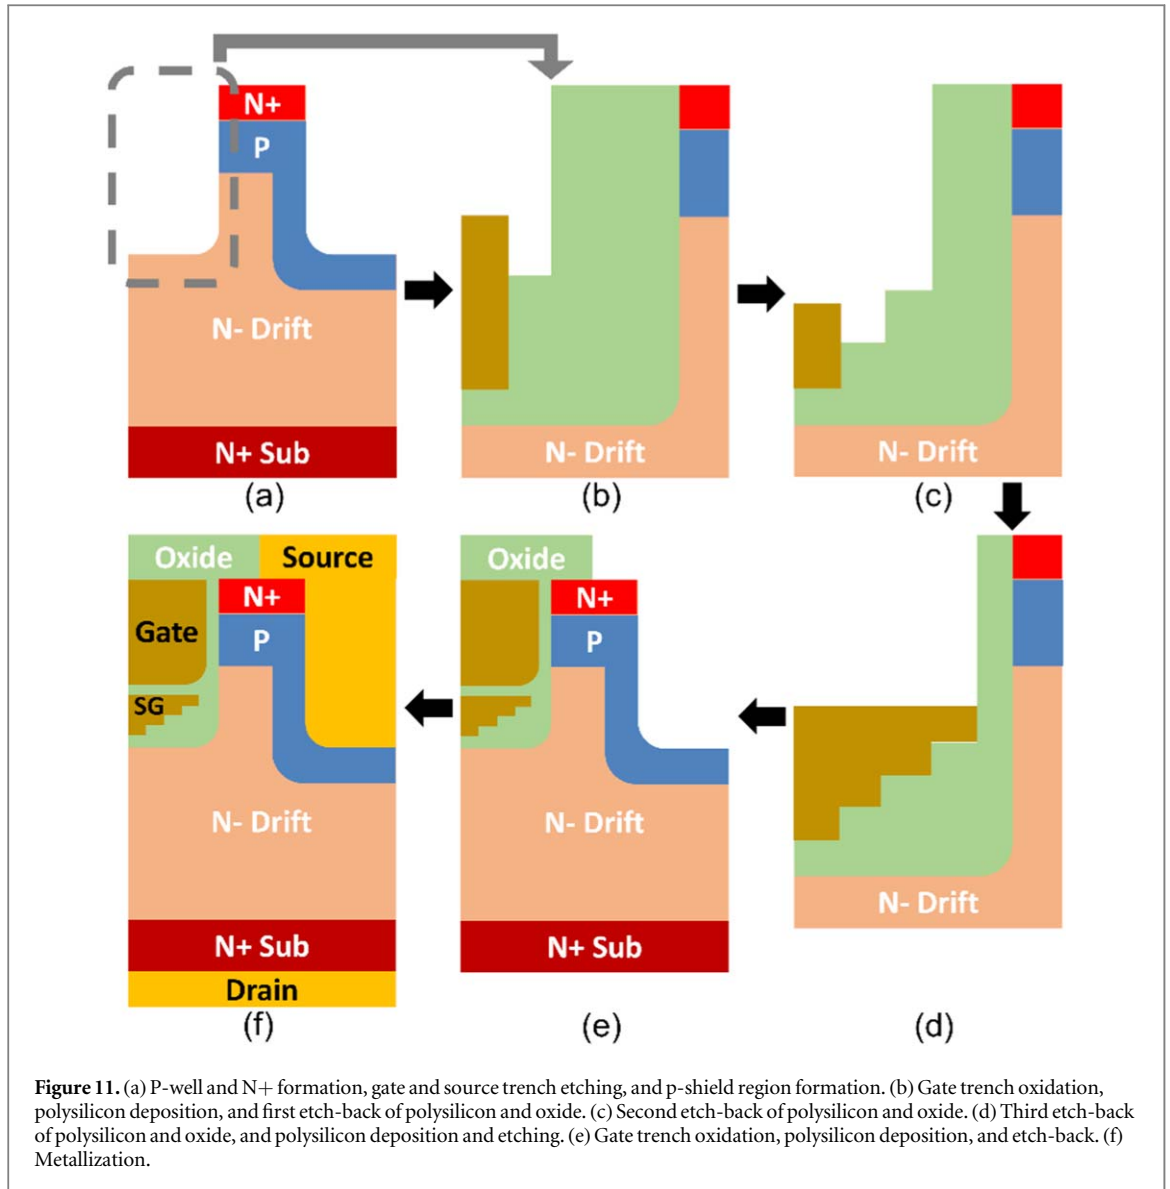 N+
P
N- Drift
N+ Sub
(a)
N- Drift
(b)
N- Drift
(c)
Oxide
Source
N+
Gate
P
SG
N- Drift
N+ Sub
Drain
(f)
Oxide
N+
P
N- Drift
N+ Sub
(e)
N- Drift
(d)
Figure 11. (a) P-well and N+ formation, gate and source trench etching, and p-shield region formation. (b) Gate trench oxidation,
polysilicon deposition, and first etch-back of polysilicon and oxide. (c) Second etch-back of polysilicon and oxide. (d) Third etch-back
of polysilicon and oxide, and polysilicon deposition and etching. (e) Gate trench oxidation, polysilicon deposition, and etch-back. (f)
Metallization.